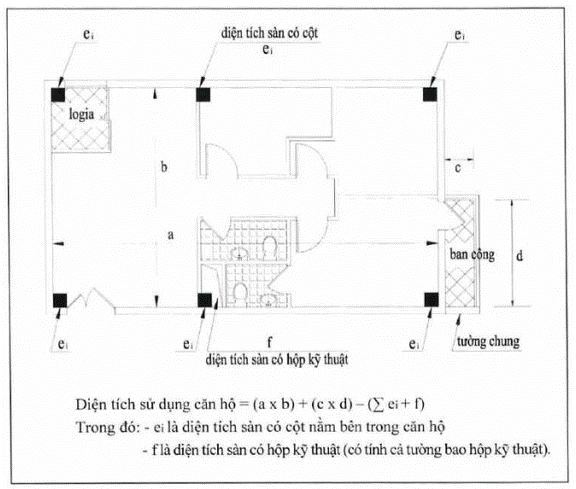 eᵢ
diện tích sàn có cột
eᵢ
eᵢ
logia
b
c
a
ban công
d
eᵢ
eᵢ
f
eᵢ
tường chung
diện tích sàn có hộp kỹ thuật
Diện tích sử dụng căn hộ = (a x b) + (c x d) – (∑ eᵢ + f)
Trong đó: - eᵢ là diện tích sàn có cột nằm bên trong căn hộ
- f là diện tích sàn có hộp kỹ thuật (có tính cả tường bao hộp kỹ thuật).